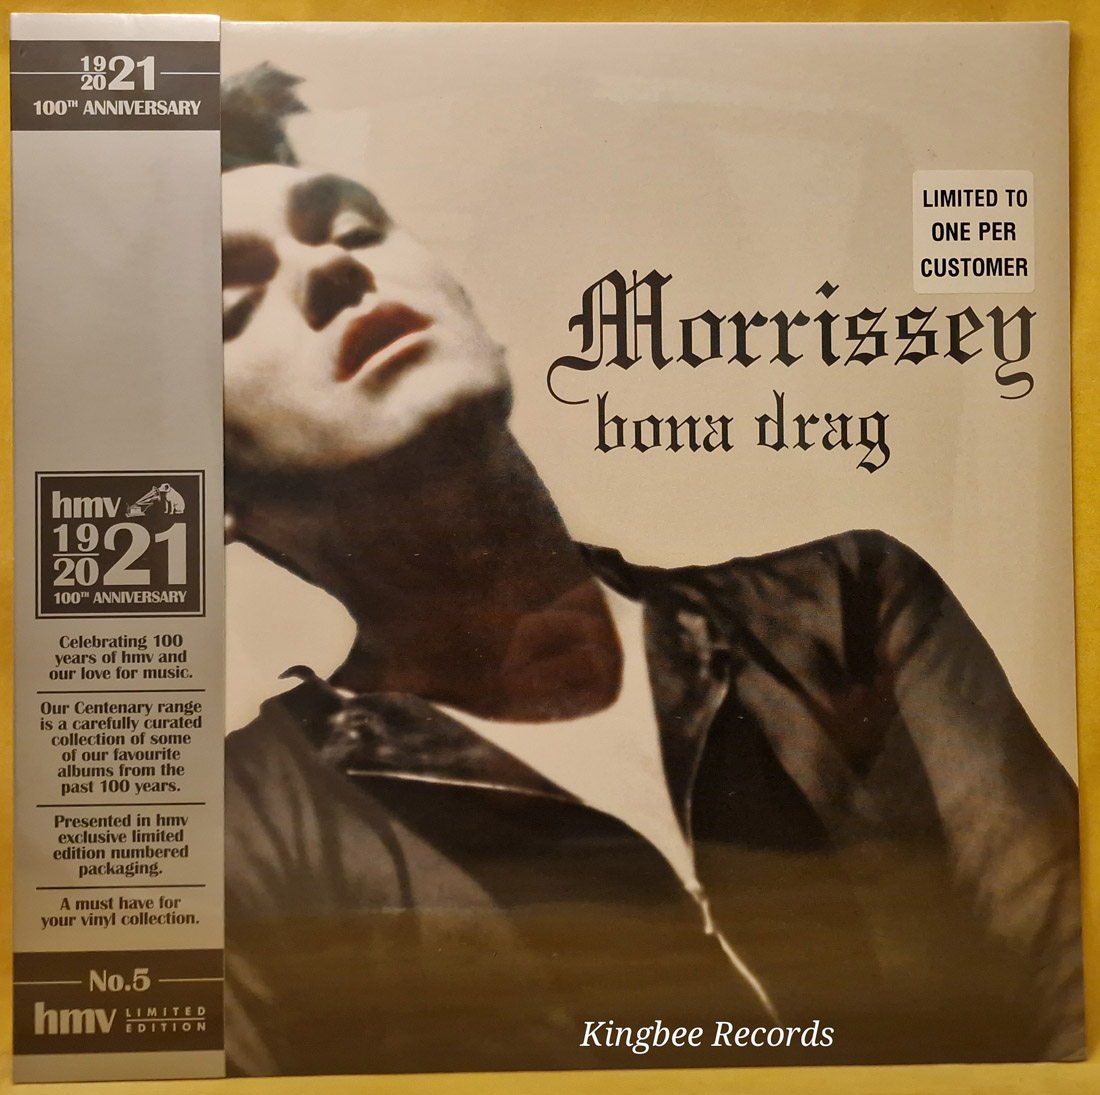 19
20 21
100TH ANNIVERSARY
hmv
19
20 21
100TH ANNIVERSARY
Celebrating 100
years of hmv and
our love for music.
Our Centenary range
is a carefully curated
collection of some
of our favourite
albums from the
past 100 years.
Presented in hmv
exclusive limited
edition numbered
packaging.
A must have for
your vinyl collection.
No.5
hmv LIMITED
EDITION
LIMITED TO
ONE PER
CUSTOMER
Morrissey
bona drag
Kingbee Records